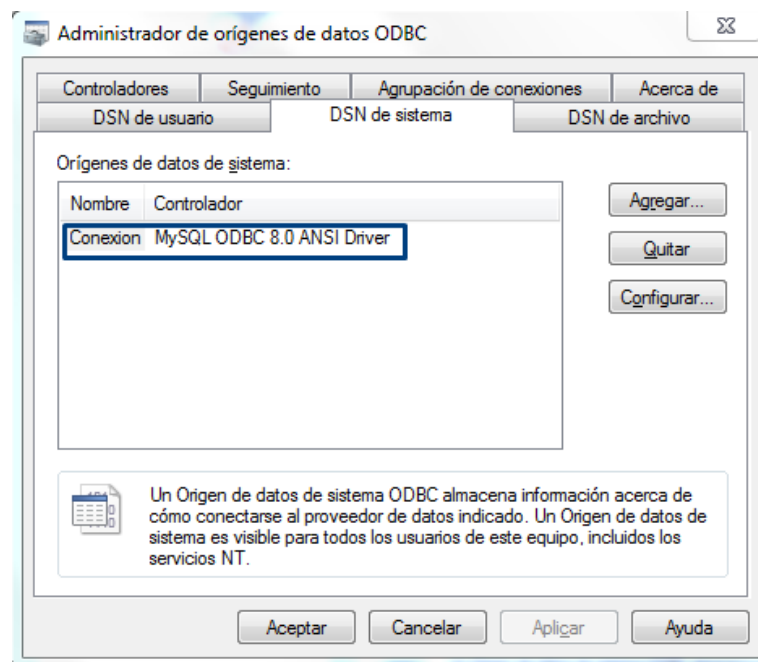 Administrador de orígenes de datos ODBC
Controladores Seguimiento Agrupación de conexiones Acerca de
DSN de usuario DSN de sistema DSN de archivo
Orígenes de datos de sistema:
Nombre Controlador
Conexion MySQL ODBC 8.0 ANSI Driver
Agregar...
Quitar
Configurar...
Un Origen de datos de sistema ODBC almacena información acerca de
cómo conectarse al proveedor de datos indicado. Un Origen de datos de
sistema es visible para todos los usuarios de este equipo, incluidos los
servicios NT.
Aceptar Cancelar Aplicar Ayuda